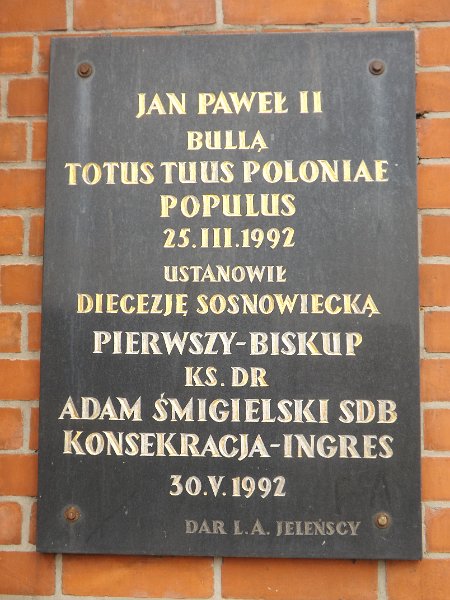 JAN PAWEŁ II
BULLĄ
TOTUS TUUS POLONIAE
POPULUS
25.III.1992
USTANOWIŁ
DIECEZJĘ SOSNOWIECKĄ
PIERWSZY-BISKUP
KS. DR
ADAM ŚMIGIELSKI SDB
KONSEKRACJA-INGRES
30.V.1992
DAR L.A. JELEŃSCY